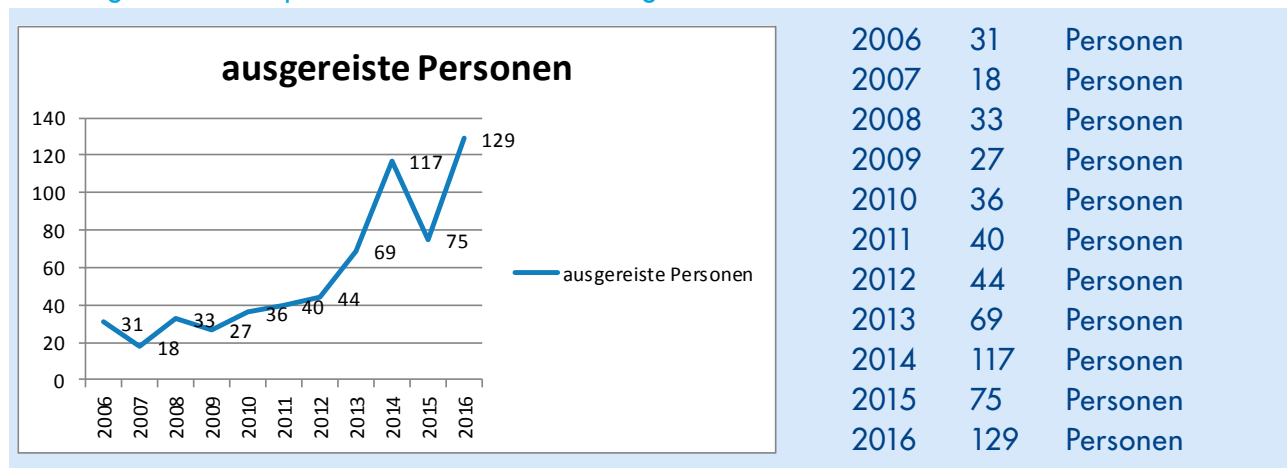 ausgereiste Personen
140
120
100
80
60
40
20
0
31
18
33
27
36
40
44
69
117
75
129
2006
2007
2008
2009
2010
2011
2012
2013
2014
2015
2016
ausgereiste Personen
2006 31 Personen
2007 18 Personen
2008 33 Personen
2009 27 Personen
2010 36 Personen
2011 40 Personen
2012 44 Personen
2013 69 Personen
2014 117 Personen
2015 75 Personen
2016 129 Personen